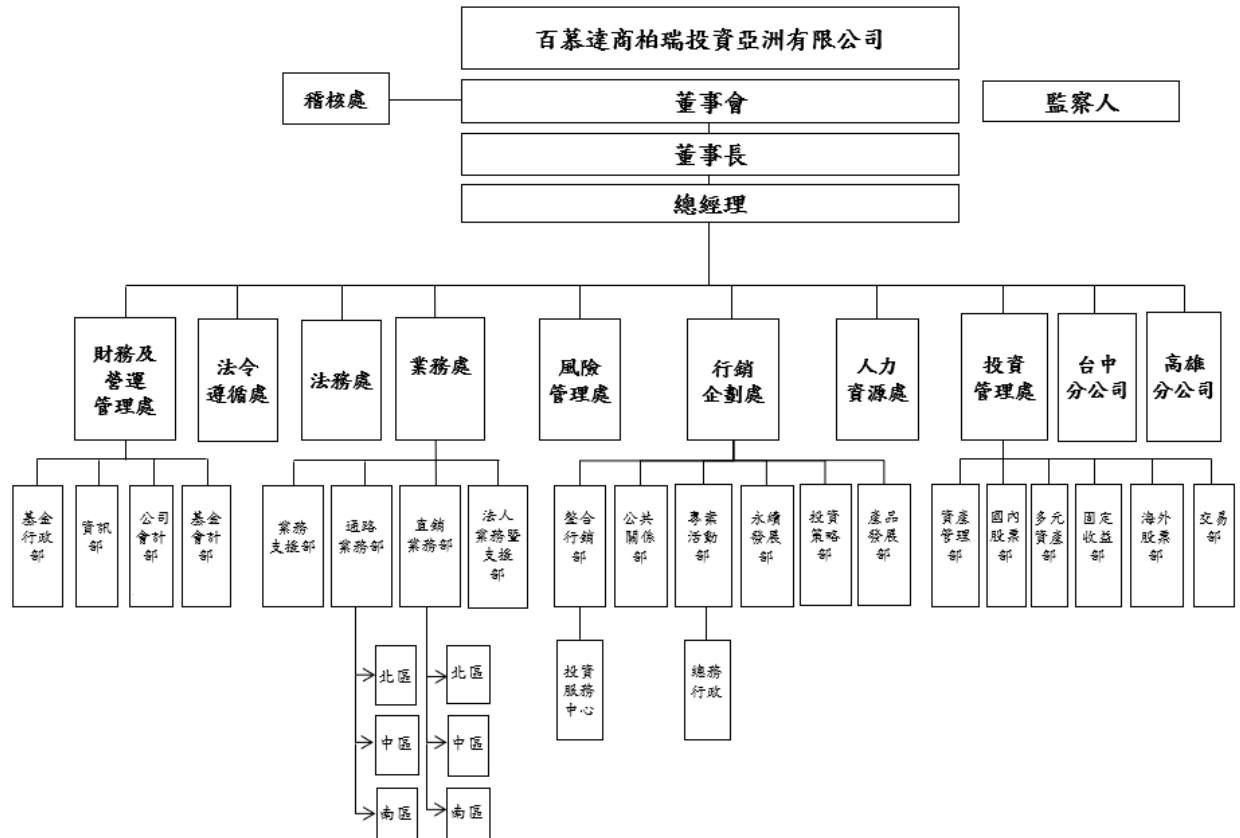 百慕達商柏瑞投資亞洲有限公司
稽核處
董事會
監察人
董事長
總經理
財務及
營運
管理處
法令
遵循處
法務處
業務處
風險
管理處
行銷
企劃處
人力
資源處
投資
管理處
台中
分公司
高雄
分公司
基金
行政
部
資訊
部
公司
會計
部
基金
會計
部
業務
支援部
通路
業務部
直銷
業務部
法人
業務暨
支援
部
整合
行銷
部
公共
關係
部
專案
活動
部
永續
發展
部
投資
策略
部
產品
發展
部
資產
管理
部
國內
股票
部
多元
資產
部
固定
收益
部
海外
股票
部
交易
部
北區
中區
南區
北區
中區
南區
投資
服務
中心
總務
行政